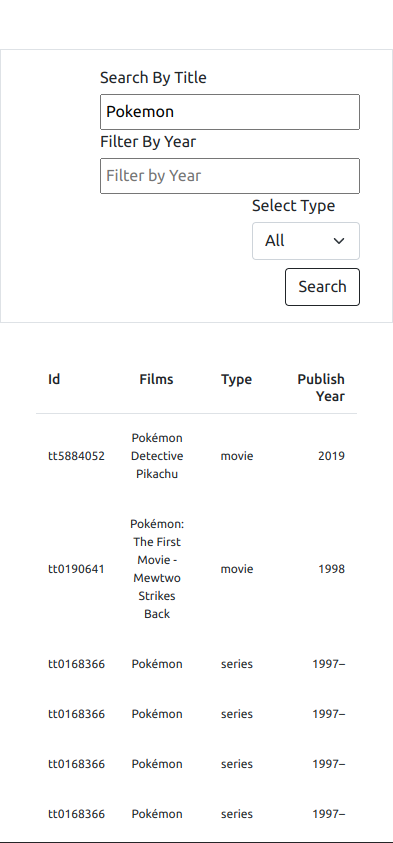 Search By Title
Pokemon
Filter By Year
Filter by Year
Select Type
All
Search
Id Films Type Publish
Year
Pokémon
tt5884052 Detective movie 2019
Pikachu
Pokémon:
The First
Movie -
tt0190641 movie 1998
Mewtwo
Strikes
Back
tt0168366 Pokémon series 1997–
tt0168366 Pokémon series 1997–
tt0168366 Pokémon series 1997–
tt0168366 Pokémon series 1997–